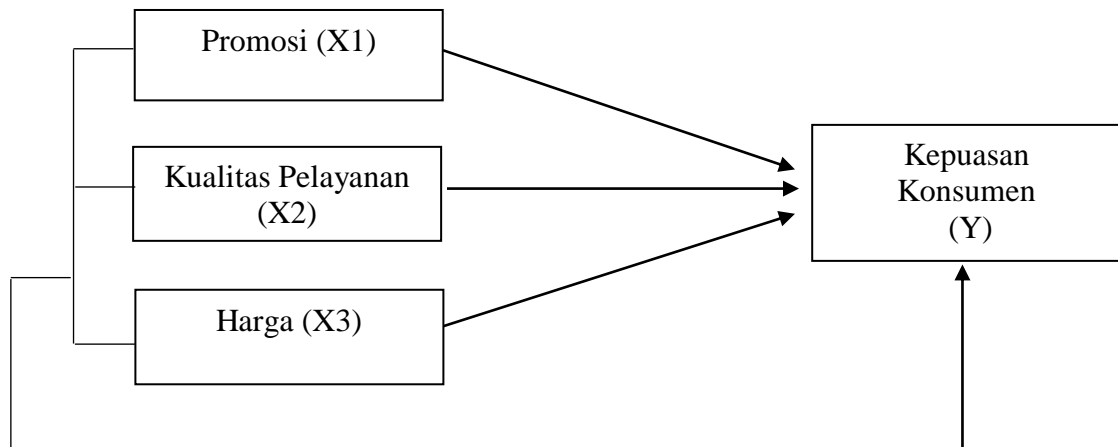 Promosi (X1)
Kualitas Pelayanan
(X2)
Harga (X3)
Kepuasan
Konsumen
(Y)